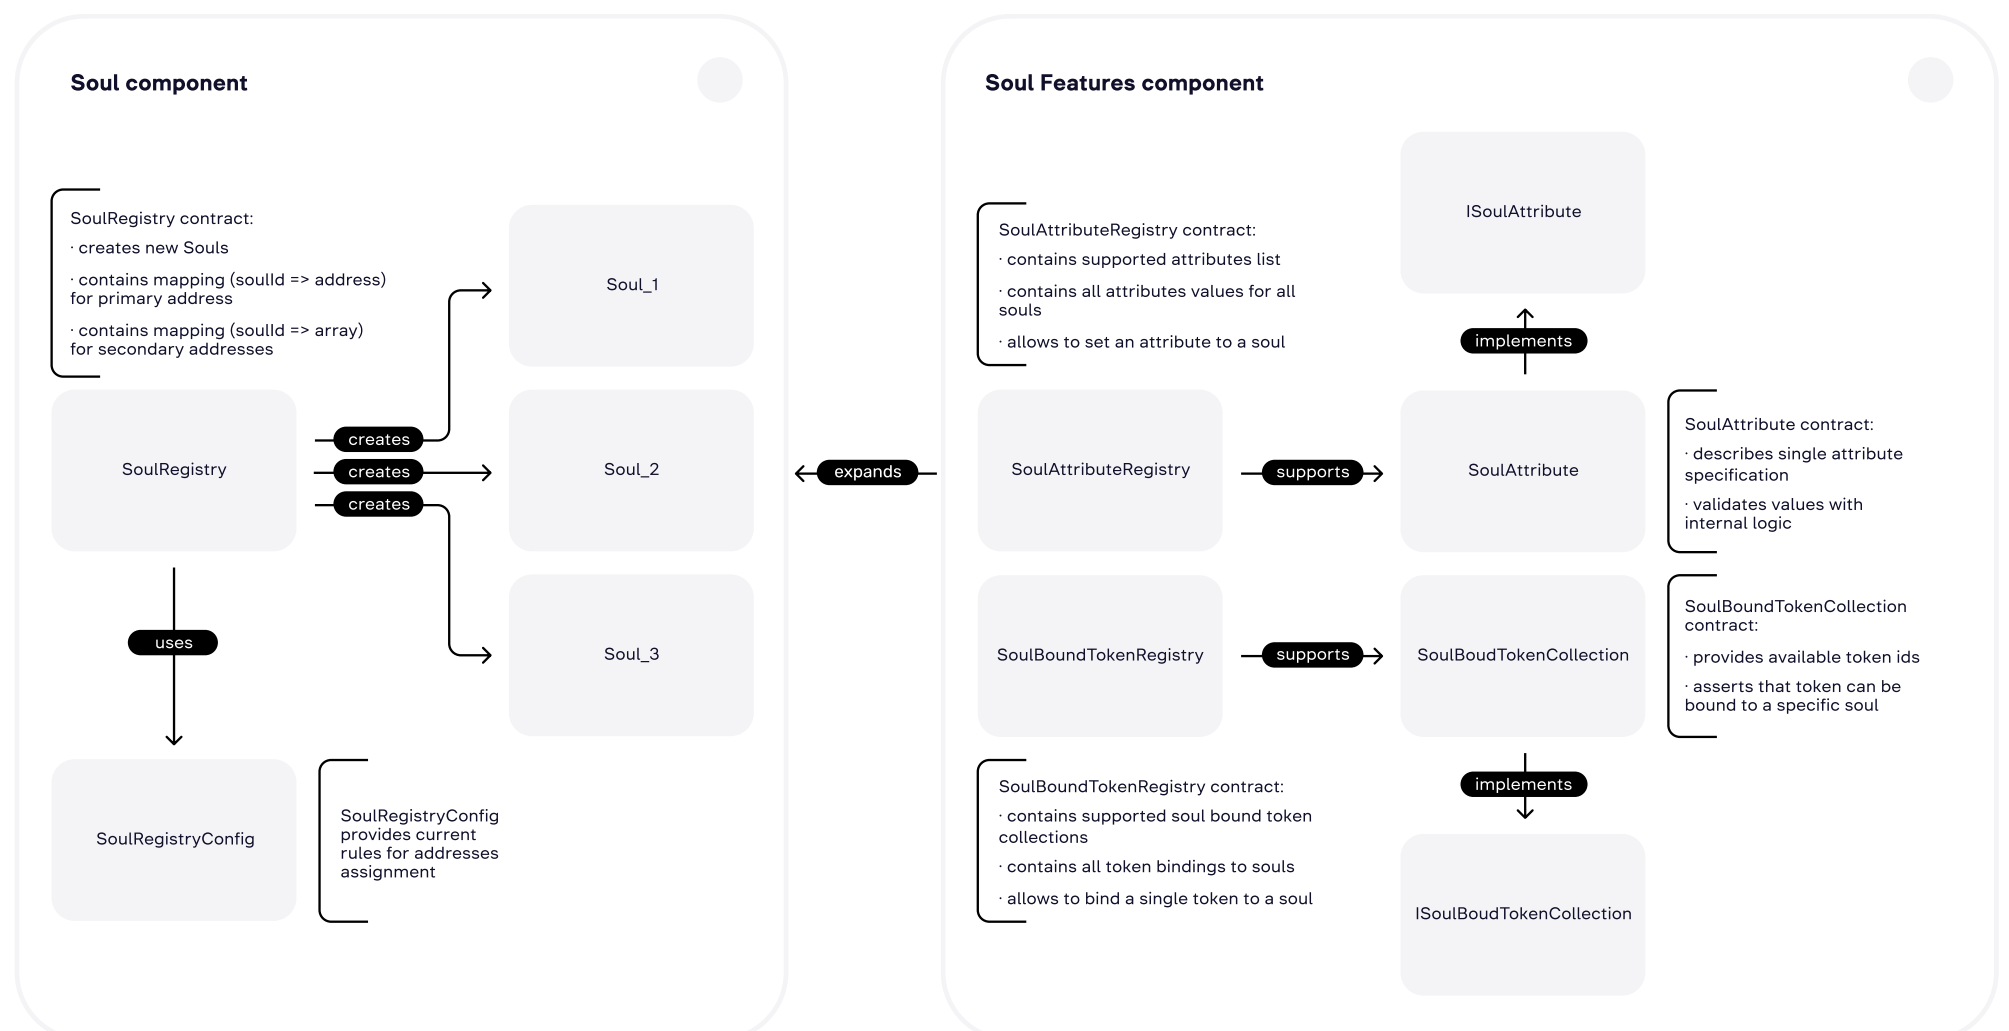 Soul component
SoulRegistry contract:
· creates new Souls
· contains mapping (soulId => address)
for primary address
· contains mapping (soulId => array)
for secondary addresses
Soul_1
SoulRegistry
creates
creates
creates
Soul_2
uses
Soul_3
SoulRegistryConfig
SoulRegistryConfig
provides current
rules for addresses
assignment
expands
Soul Features component
ISoulAttribute
SoulAttributeRegistry contract:
· contains supported attributes list
· contains all attributes values for all
souls
· allows to set an attribute to a soul
implements
SoulAttributeRegistry
supports
SoulAttribute
SoulAttribute contract:
· describes single attribute
specification
· validates values with
internal logic
SoulBoundTokenRegistry
supports
SoulBoudTokenCollection
SoulBoundTokenCollection
contract:
· provides available token ids
· asserts that token can be
bound to a specific soul
SoulBoundTokenRegistry contract:
· contains supported soul bound token
collections
· contains all token bindings to souls
· allows to bind a single token to a soul
implements
ISoulBoudTokenCollection